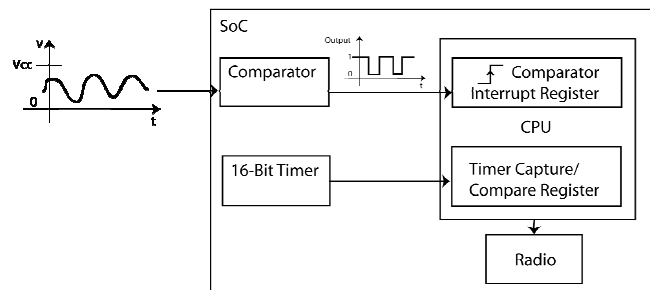 SoC
V
Vcc
0
t
Comparator
Output
1
0
t
Comparator
Interrupt Register
CPU
16-Bit Timer
Timer Capture/
Compare Register
Radio